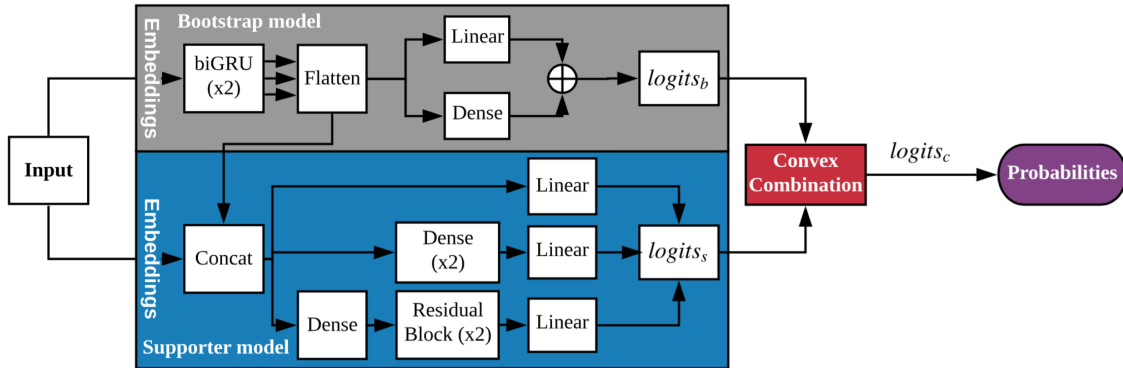 Input
Embeddings
Bootstrap model
biGRU
(x2)
Flatten
Linear
Dense
logits_b
Embeddings
Supporter model
Concat
Linear
Dense
(x2)
Linear
Dense
Residual
Block (x2)
Linear
logits_s
Convex
Combination
logits_c
Probabilities